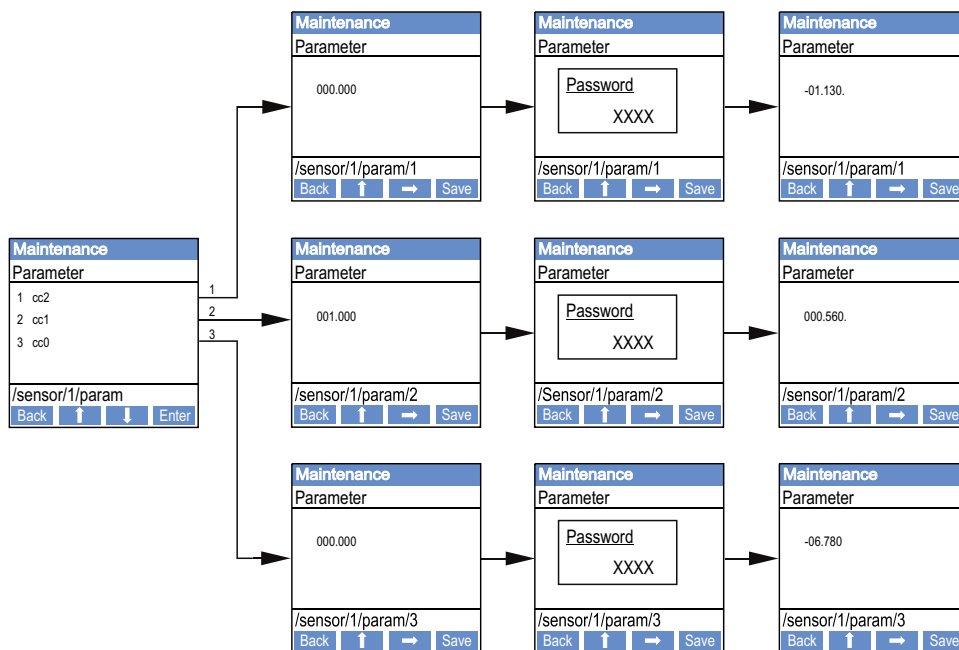 Maintenance
Parameter
000.000
/sensor/1/param/1
Back Save
Maintenance
Parameter
Password
XXXX
/sensor/1/param/1
Back Save
Maintenance
Parameter
-01.130.
/sensor/1/param/1
Back Save
Maintenance
Parameter
1 cc2
2 cc1
3 cc0
/sensor/1/param
Back Enter
1
2
3
Maintenance
Parameter
001.000
/sensor/1/param/2
Back Save
Maintenance
Parameter
Password
XXXX
/Sensor/1/param/2
Back Save
Maintenance
Parameter
000.560.
/sensor/1/param/2
Back Save
Maintenance
Parameter
000.000
/sensor/1/param/3
Back Save
Maintenance
Parameter
Password
XXXX
/sensor/1/param/3
Back Save
Maintenance
Parameter
-06.780
/sensor/1/param/3
Back Save